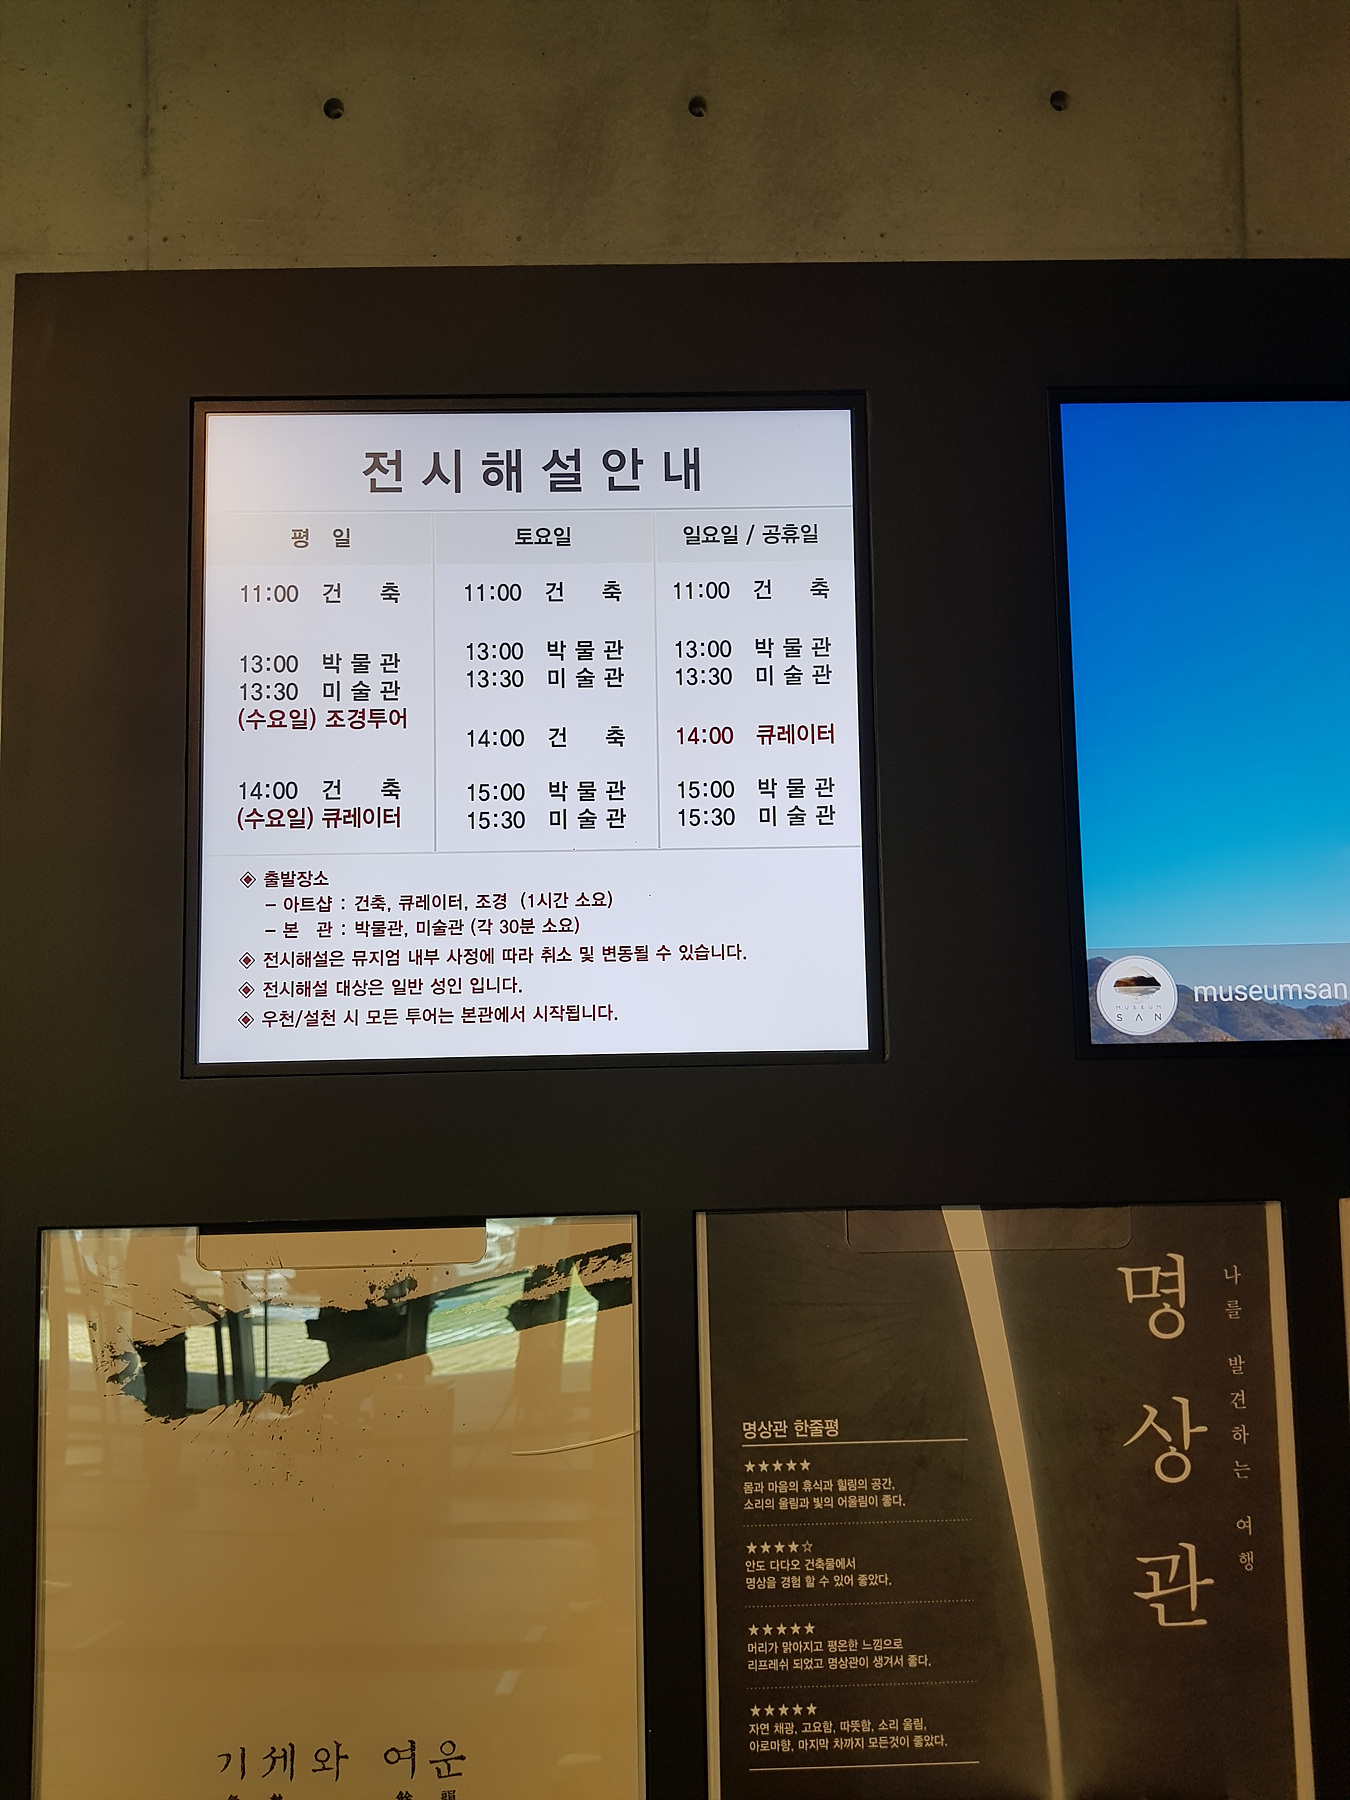 전시해설안내
평 일 토요일 일요일 / 공휴일
11:00 건 축 11:00 건 축 11:00 건 축
13:00 박물관 13:00 박물관 13:00 박물관
13:30 미술관 13:30 미술관 13:30 미술관
(수요일) 조경투어
14:00 건 축 14:00 건 축 14:00 큐레이터
(수요일) 큐레이터
15:00 박물관 15:00 박물관
15:30 미술관 15:30 미술관
◈ 출발장소
– 아트샵 : 건축, 큐레이터, 조경 (1시간 소요)
– 본 관 : 박물관, 미술관 (각 30분 소요)
◈ 전시해설은 뮤지엄 내부 사정에 따라 취소 및 변동될 수 있습니다.
◈ 전시해설 대상은 일반 성인 입니다.
◈ 우천/설천 시 모든 투어는 본관에서 시작됩니다.
MUSEUM
SAN
museumsan
기세와 여운
명상관
나를 발견하는 여행
명상관 한줄평
★★★★★
몸과 마음의 휴식과 힐링의 공간,
소리의 울림과 빛의 어울림이 좋다.
★★★★☆
안도 다다오 건축물에서
명상을 경험 할 수 있어 좋았다.
★★★★★
머리가 맑아지고 평온한 느낌으로
리프레쉬 되었고 명상관이 생겨서 좋다.
★★★★★
자연 채광, 고요함, 따뜻함, 소리 울림,
아로마향, 마지막 차까지 모든것이 좋았다.